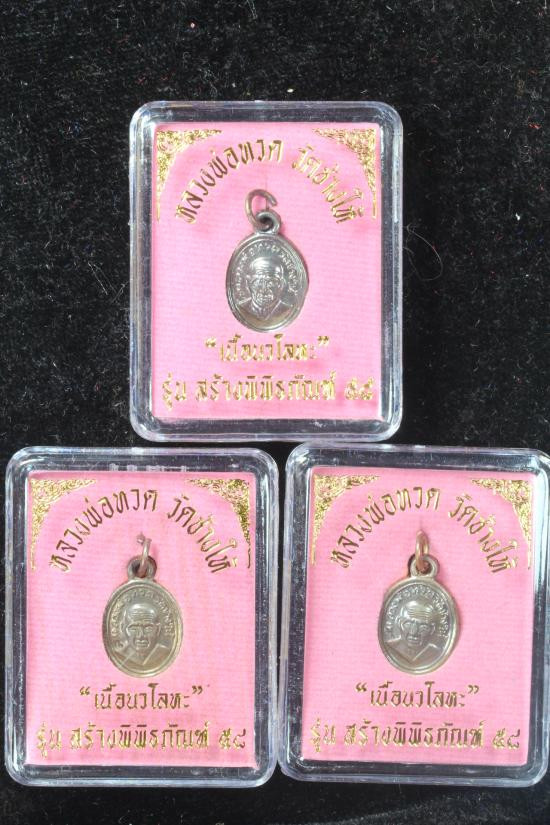 หลวงพ่อทวด วัดช้างให้
“เนื้อนวโลหะ”
รุ่น สร้างพิพิธภัณฑ์ ๕๕
หลวงพ่อทวด วัดช้างให้
“เนื้อนวโลหะ”
รุ่น สร้างพิพิธภัณฑ์ ๕๘
หลวงพ่อทวด วัดช้างให้
“เนื้อนวโลหะ”
รุ่น สร้างพิพิธภัณฑ์ ๕๘